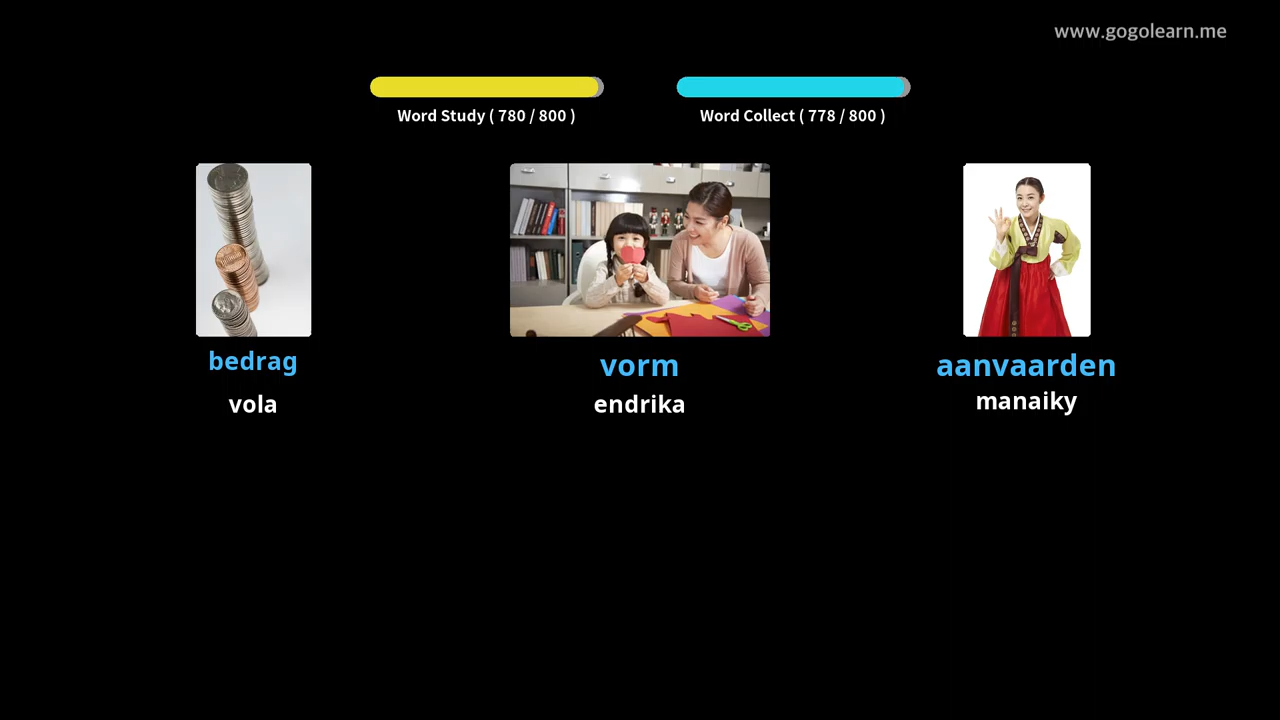 www.gogolearn.me
Word Study ( 780 / 800 )
Word Collect ( 778 / 800 )
bedrag
vola
vorm
endrika
aanvaarden
manaiky